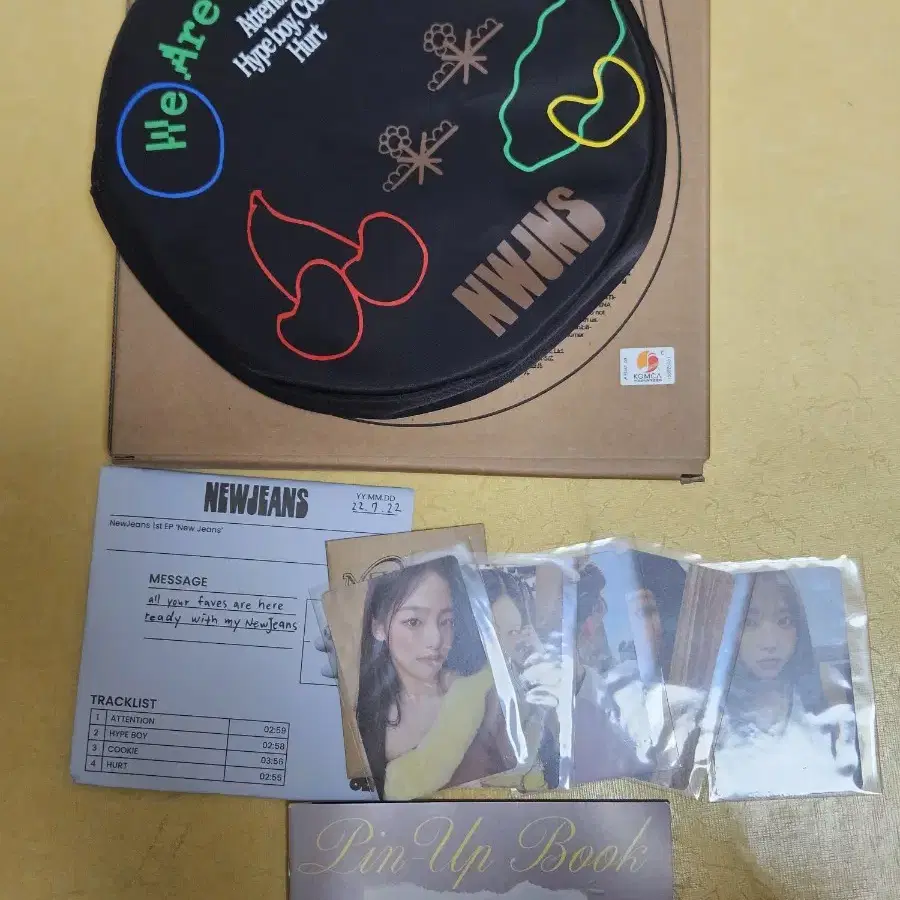 We Are
Hype boy,
Hurt
NWJNS
KOMCA
NEWJEANS
YY.MM.DD
22.7.22
NewJeans 1st EP 'New Jeans'
MESSAGE
all your faves are here
ready with my NewJeans
TRACKLIST
1 ATTENTION 02:59
2 HYPE BOY 02:58
3 COOKIE 03:56
4 HURT 02:55
Pin-Up Book